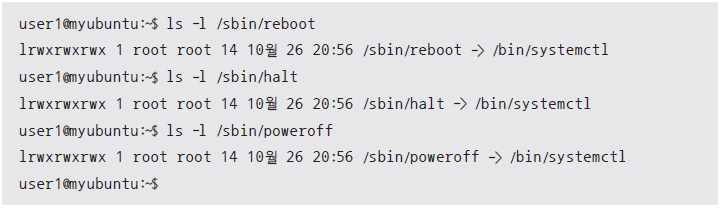 user1@myubuntu:~$ ls -l /sbin/reboot
lrwxrwxrwx 1 root root 14 10월 26 20:56 /sbin/reboot -> /bin/systemctl
user1@myubuntu:~$ ls -l /sbin/halt
lrwxrwxrwx 1 root root 14 10월 26 20:56 /sbin/halt -> /bin/systemctl
user1@myubuntu:~$ ls -l /sbin/poweroff
lrwxrwxrwx 1 root root 14 10월 26 20:56 /sbin/poweroff -> /bin/systemctl
user1@myubuntu:~$